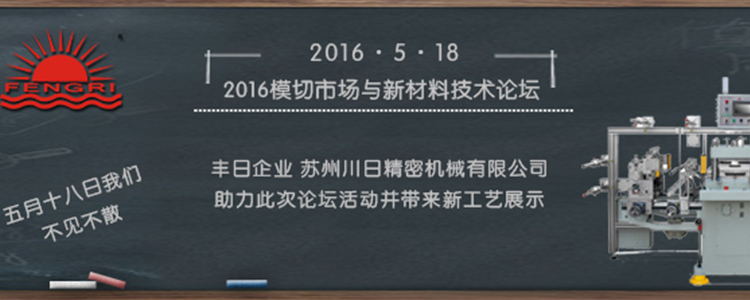 FENGRI
2016·5·18
2016模切市场与新材料技术论坛
丰日企业 苏州川日精密机械有限公司
助力此次论坛活动并带来新工艺展示
五月十八日我们
不见不散